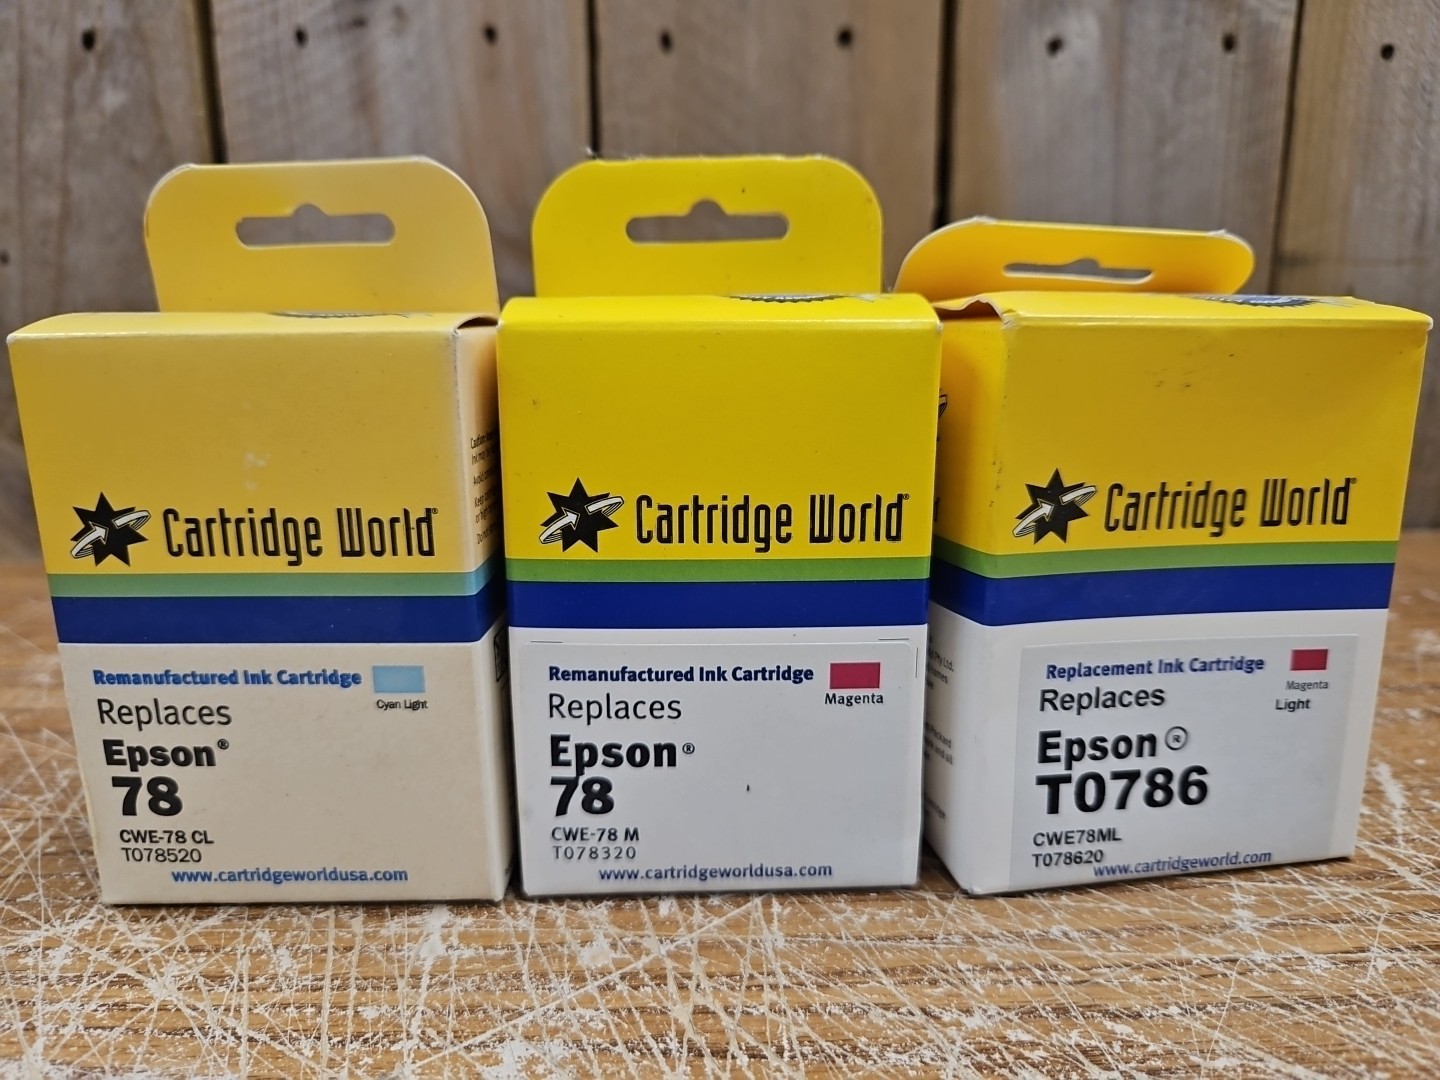 Cartridge World®
Remanufactured Ink Cartridge
Cyan Light
Replaces
Epson®
78
CWE-78 CL
T078520
www.cartridgeworldusa.com
Cartridge World®
Remanufactured Ink Cartridge
Magenta
Replaces
Epson®
78
CWE-78 M
T078320
www.cartridgeworldusa.com
Cartridge World®
Replacement Ink Cartridge
Magenta
Light
Replaces
Epson®
T0786
CWE78ML
T078620
www.cartridgeworld.com